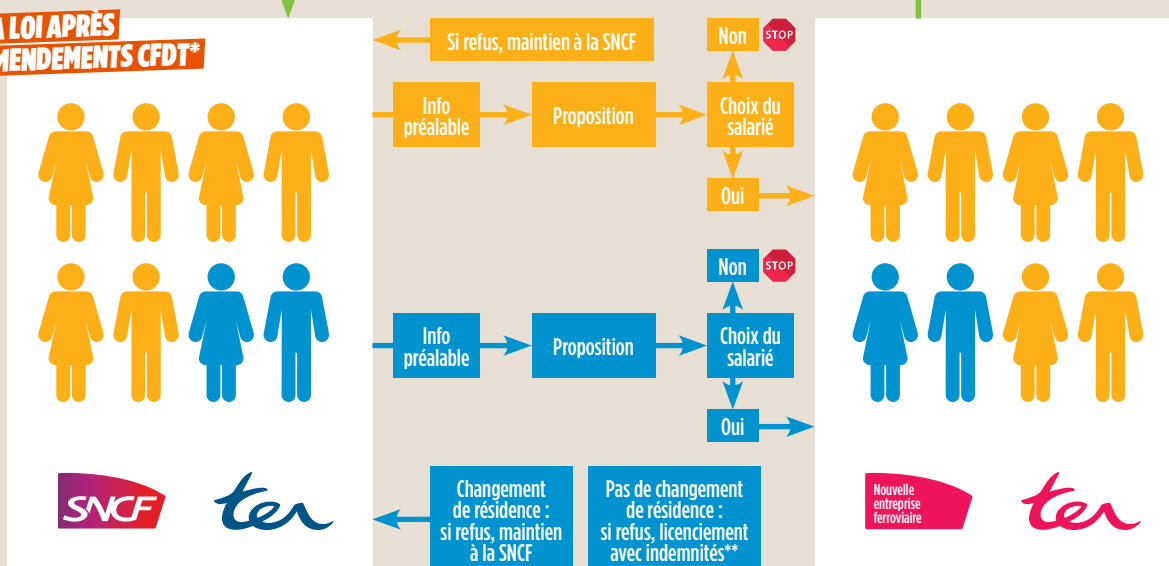 LOI APRÈS
MENDEMENTS CFDT*
Si refus, maintien à la SNCF
Non
STOP
Info
préalable
Proposition
Choix du
salarié
Oui
Non
STOP
Info
préalable
Proposition
Choix du
salarié
Oui
Changement
de résidence :
si refus, maintien
à la SNCF
Pas de changement
de résidence :
si refus, licenciement
avec indemnités**
SNCF
ter
Nouvelle
entreprise
ferroviaire
ter